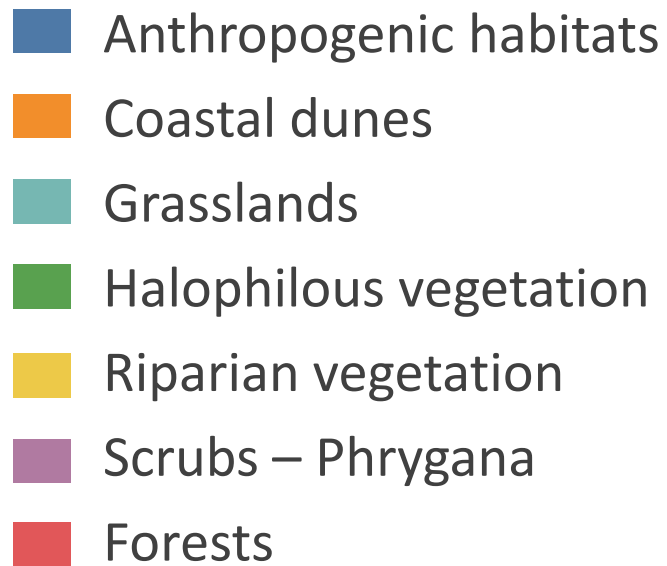 Anthropogenic habitats
Coastal dunes
Grasslands
Halophilous vegetation
Riparian vegetation
Scrubs – Phrygana
Forests